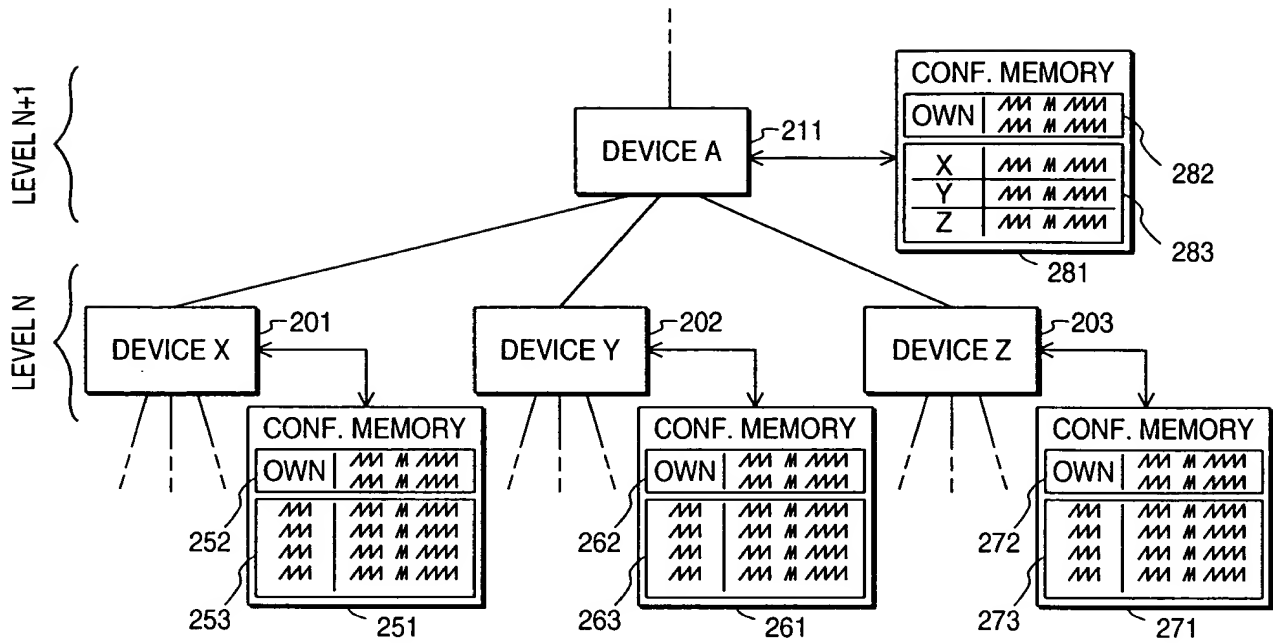 LEVEL N+1
DEVICE A
211
CONF. MEMORY
OWN
282
X
Y
Z
283
281
LEVEL N
DEVICE X
201
DEVICE Y
202
DEVICE Z
203
CONF. MEMORY
OWN
252
253
251
CONF. MEMORY
OWN
262
263
261
CONF. MEMORY
OWN
272
273
271